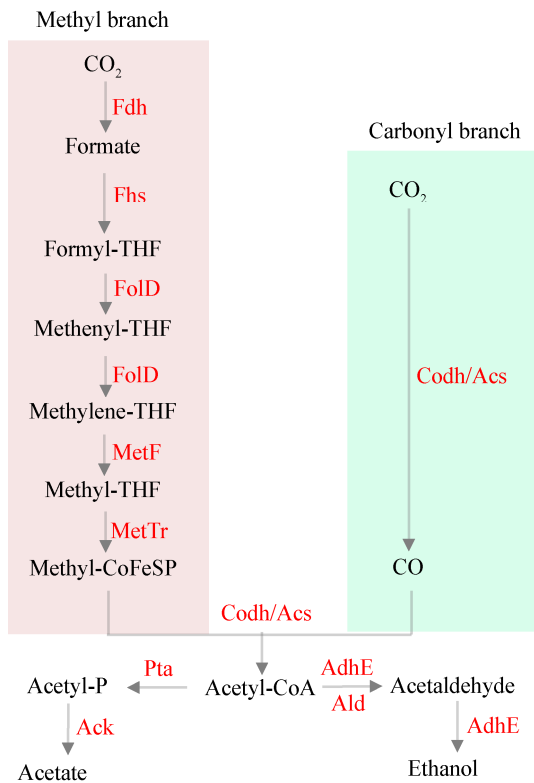 Methyl branch
CO₂
Fdh
Formate
Fhs
Formyl-THF
FolD
Methenyl-THF
FolD
Methylene-THF
MetF
Methyl-THF
MetTr
Methyl-CoFeSP
Carbonyl branch
CO₂
Codh/Acs
CO
Codh/Acs
Acetyl-P
Pta
Acetyl-CoA
AdhE
Ald
Acetaldehyde
Ack
AdhE
Acetate
Ethanol